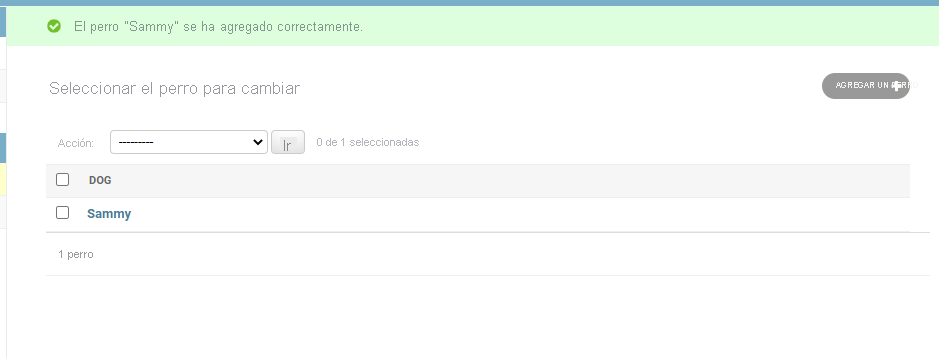 El perro "Sammy" se ha agregado correctamente.
Seleccionar el perro para cambiar
AGREGAR UN PERRO
Acción: --------- Ir 0 de 1 seleccionadas
DOG
Sammy
1 perro